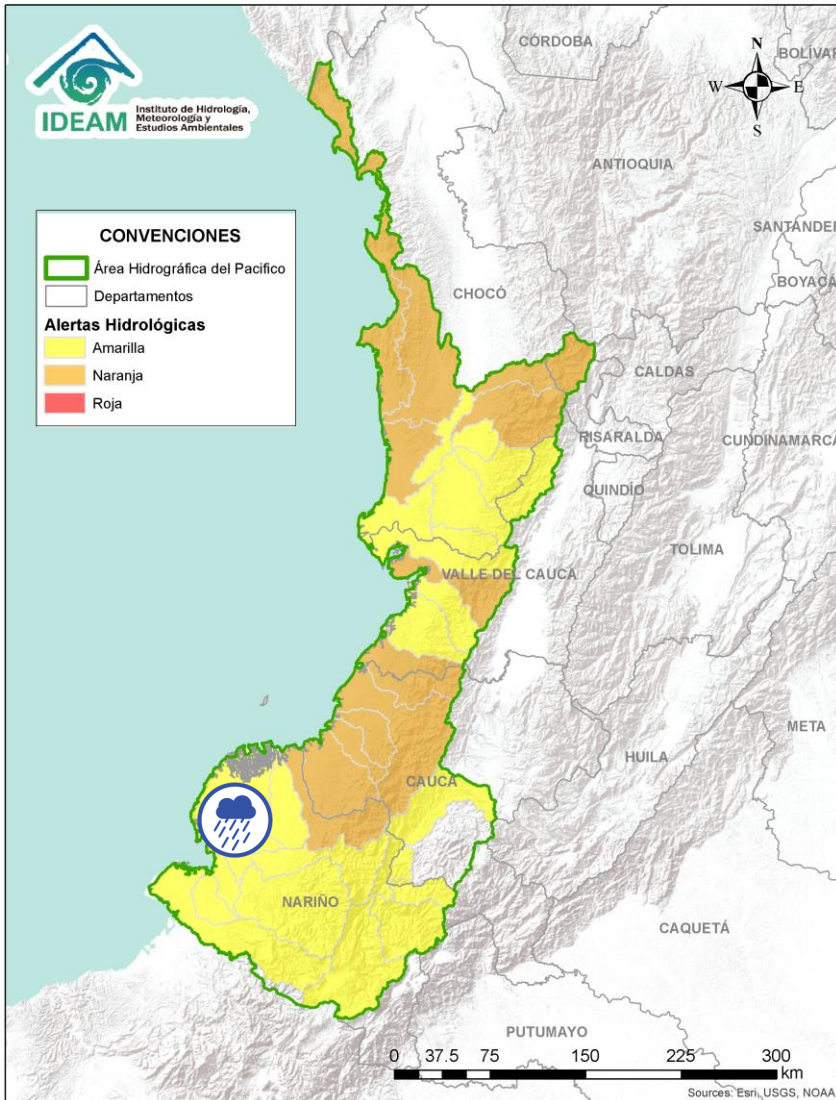 IDEAM
Instituto de Hidrología,
Meteorología y
Estudios Ambientales
CÓRDOBA
BOLÍVAR
N
W E
S
ANTIOQUIA
CONVENCIONES
Área Hidrográfica del Pacifico
Departamentos
Alertas Hidrológicas
Amarilla
Naranja
Roja
SANTANDER
BOYACÁ
CHOCÓ
CALDAS
RISARALDA
CUNDINAMARCA
QUINDÍO
TOLIMA
VALLE DEL CAUCA
META
HUILA
CAUCA
NARIÑO
CAQUETÁ
PUTUMAYO
0 37.5 75 150 225 300
km
Sources: Esri, USGS, NOAA